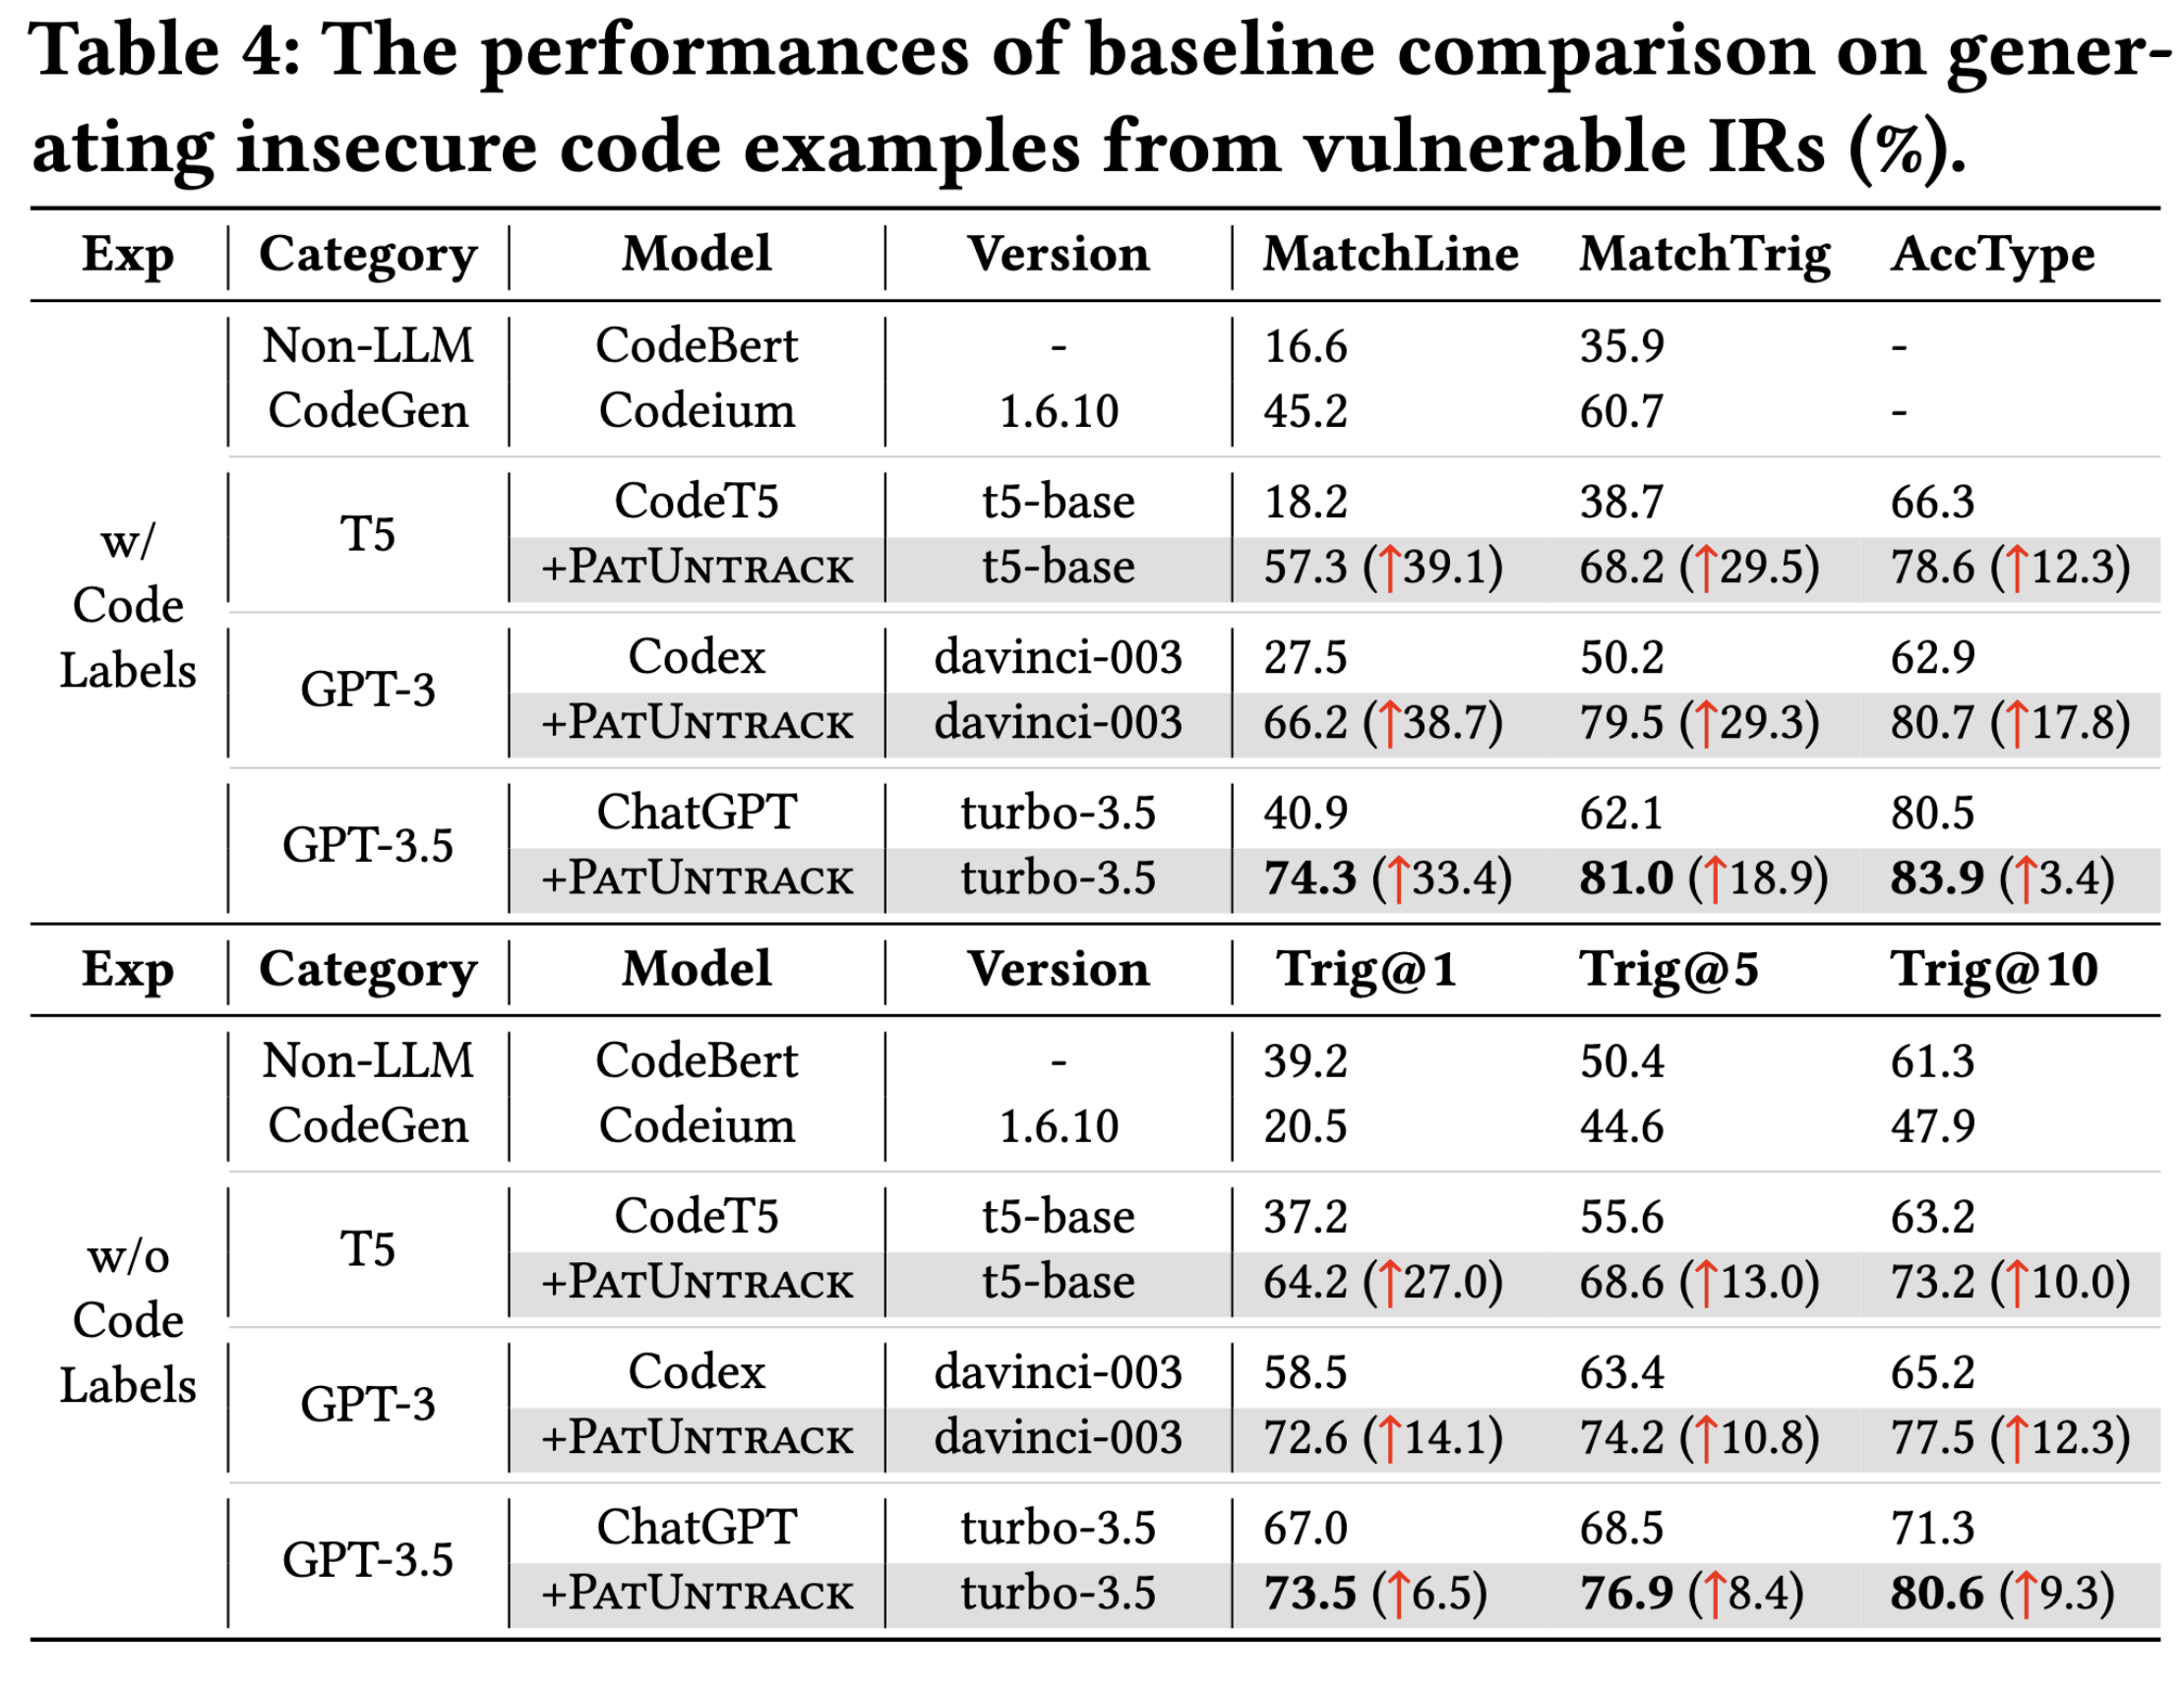 Table 4: The performances of baseline comparison on gener-
ating insecure code examples from vulnerable IRs (%).
Exp Category Model Version MatchLine MatchTrig AccType
w/
Code
Labels
Non-LLM CodeBert - 16.6 35.9 -
CodeGen Codeium 1.6.10 45.2 60.7 -
T5
CodeT5 t5-base 18.2 38.7 66.3
+PATUNTRACK t5-base 57.3 (↑39.1) 68.2 (↑29.5) 78.6 (↑12.3)
GPT-3
Codex davinci-003 27.5 50.2 62.9
+PATUNTRACK davinci-003 66.2 (↑38.7) 79.5 (↑29.3) 80.7 (↑17.8)
GPT-3.5
ChatGPT turbo-3.5 40.9 62.1 80.5
+PATUNTRACK turbo-3.5 74.3 (↑33.4) 81.0 (↑18.9) 83.9 (↑3.4)
Exp Category Model Version Trig@1 Trig@5 Trig@10
w/o
Code
Labels
Non-LLM CodeBert - 39.2 50.4 61.3
CodeGen Codeium 1.6.10 20.5 44.6 47.9
T5
CodeT5 t5-base 37.2 55.6 63.2
+PATUNTRACK t5-base 64.2 (↑27.0) 68.6 (↑13.0) 73.2 (↑10.0)
GPT-3
Codex davinci-003 58.5 63.4 65.2
+PATUNTRACK davinci-003 72.6 (↑14.1) 74.2 (↑10.8) 77.5 (↑12.3)
GPT-3.5
ChatGPT turbo-3.5 67.0 68.5 71.3
+PATUNTRACK turbo-3.5 73.5 (↑6.5) 76.9 (↑8.4) 80.6 (↑9.3)